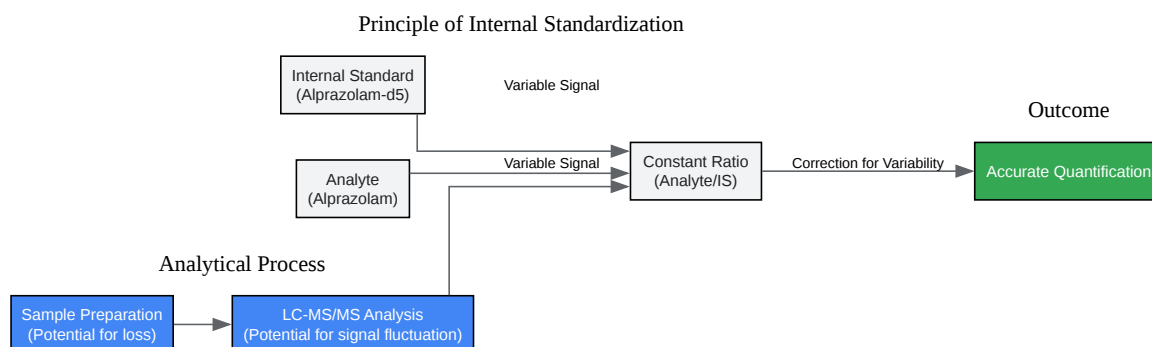 Principle of Internal Standardization
Internal Standard
(Alprazolam-d5)
Variable Signal
Outcome
Analyte
(Alprazolam)
Variable Signal
Constant Ratio
(Analyte/IS)
Correction for Variability
Accurate Quantification
Analytical Process
Sample Preparation
(Potential for loss)
LC-MS/MS Analysis
(Potential for signal fluctuation)